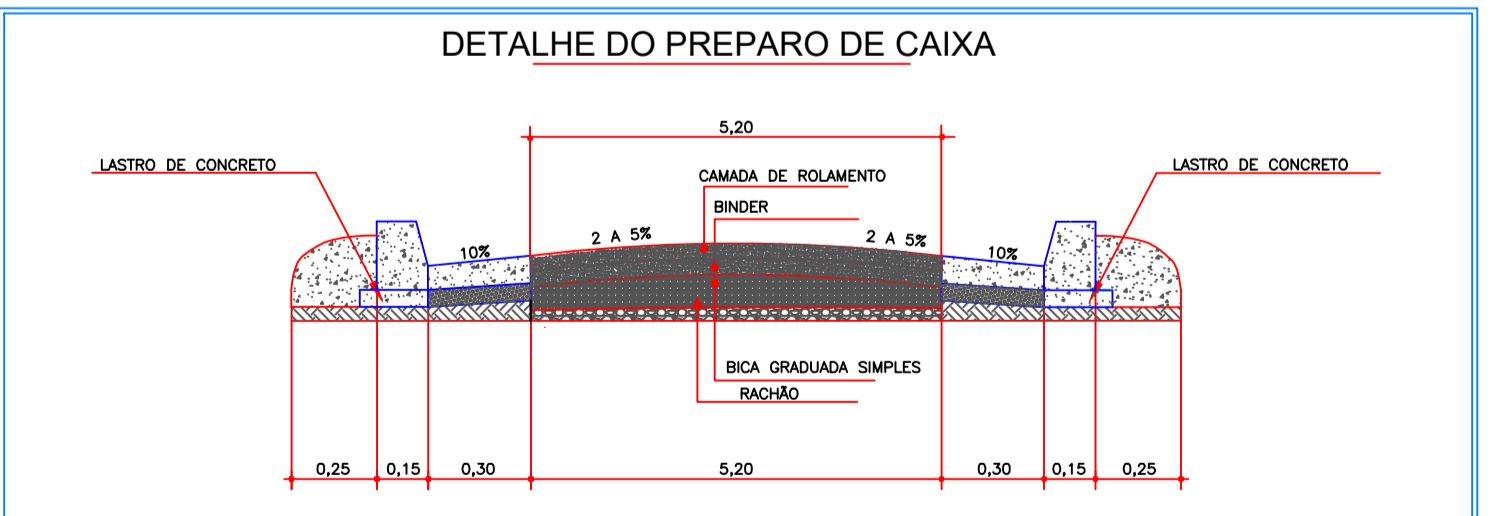 DETALHE DO PREPARO DE CAIXA
5,20
LASTRO DE CONCRETO
CAMADA DE ROLAMENTO
LASTRO DE CONCRETO
BINDER
10%
2 A 5%
2 A 5%
10%
BICA GRADUADA SIMPLES
RACHÃO
0,25
0,15
0,30
5,20
0,30
0,15
0,25